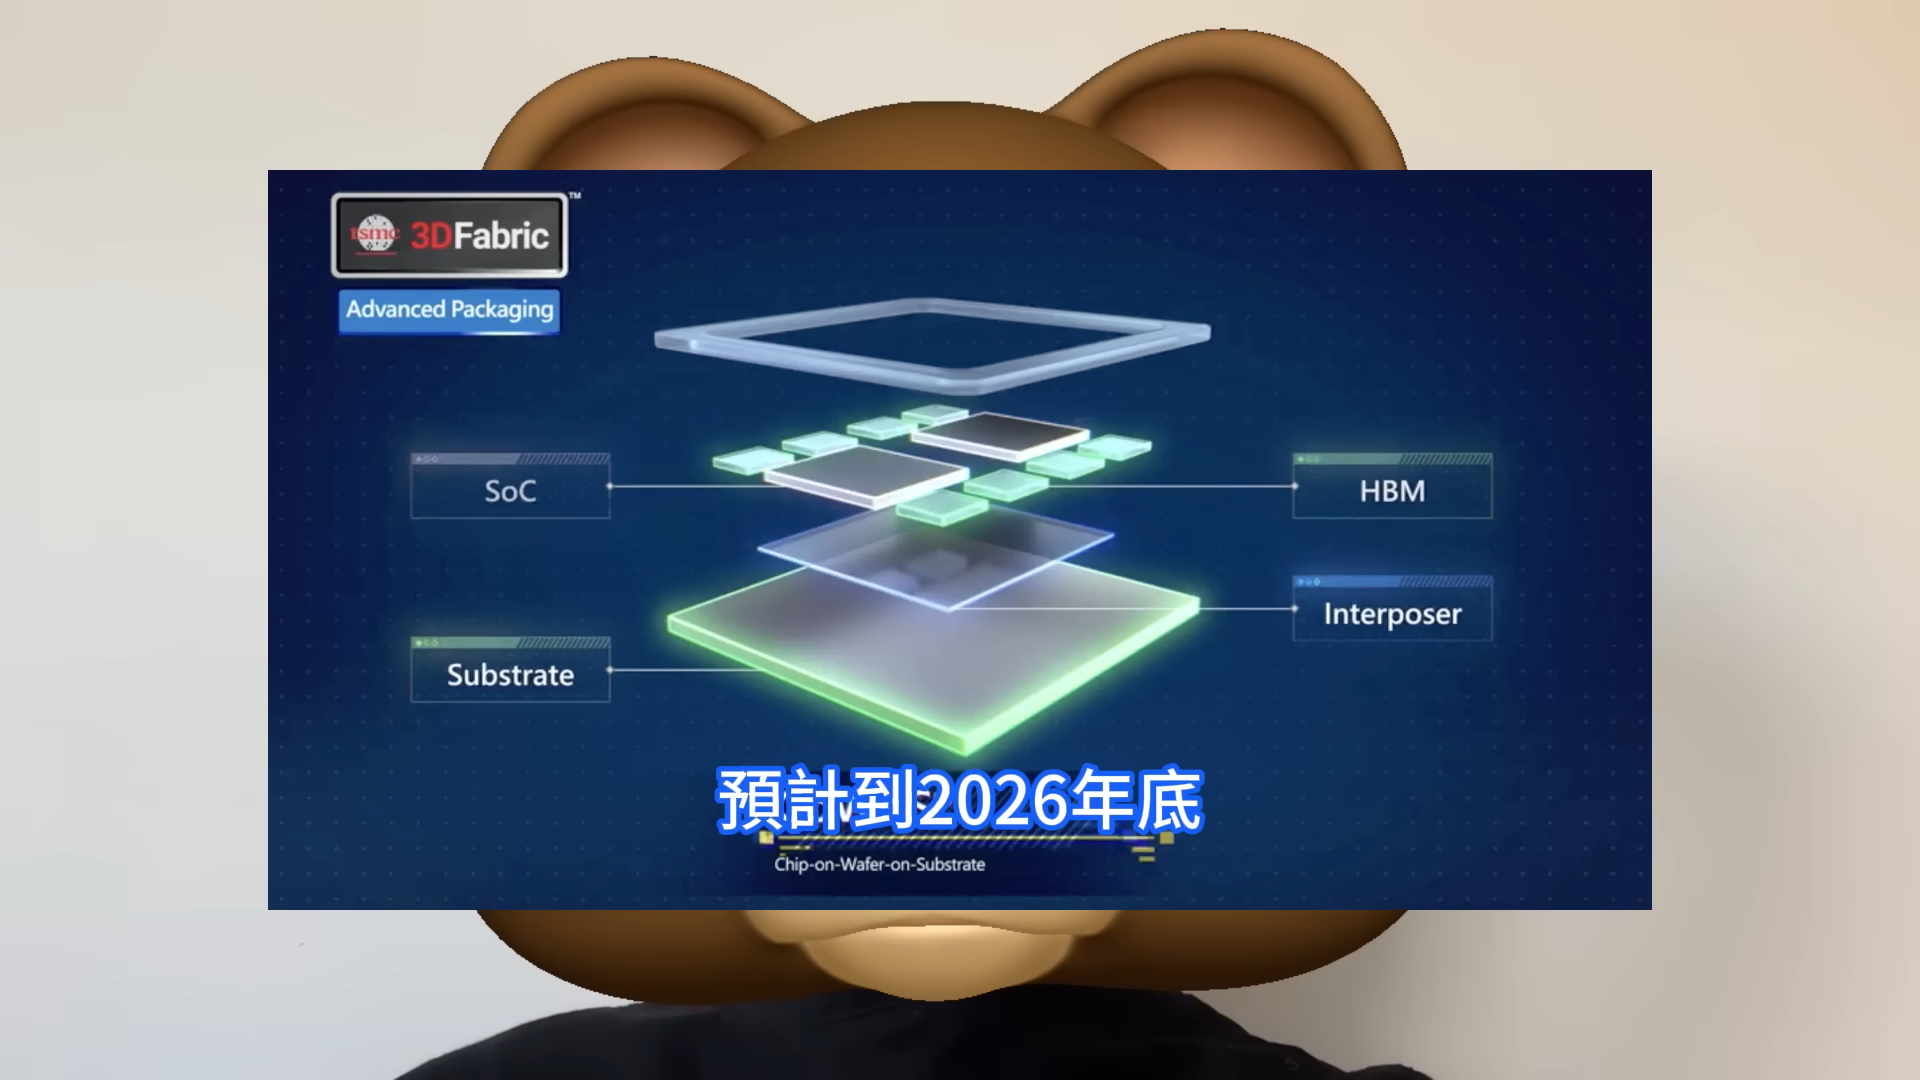 tsmc 3DFabric™
Advanced Packaging
SoC
HBM
Interposer
Substrate
預計到2026年底
Chip-on-Wafer-on-Substrate